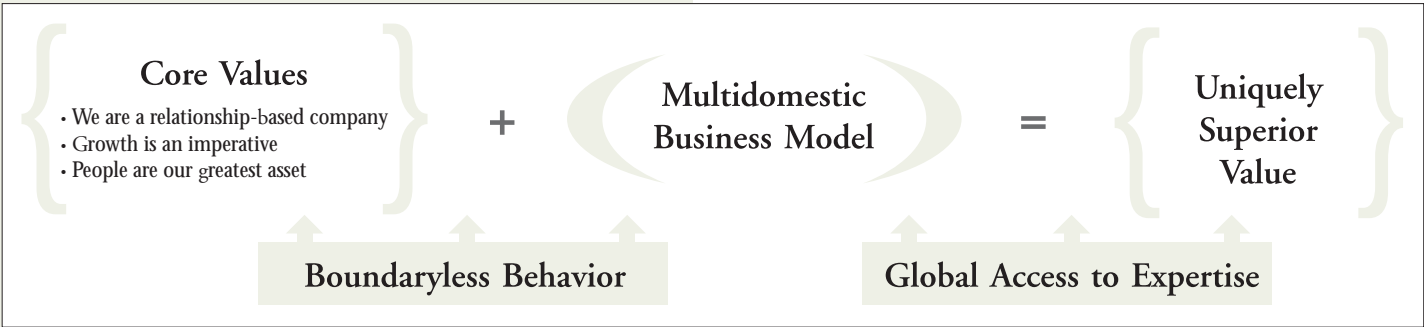 Core Values
• We are a relationship-based company
• Growth is an imperative
• People are our greatest asset
+
Multidomestic
Business Model
=
Uniquely
Superior
Value
Boundaryless Behavior
Global Access to Expertise